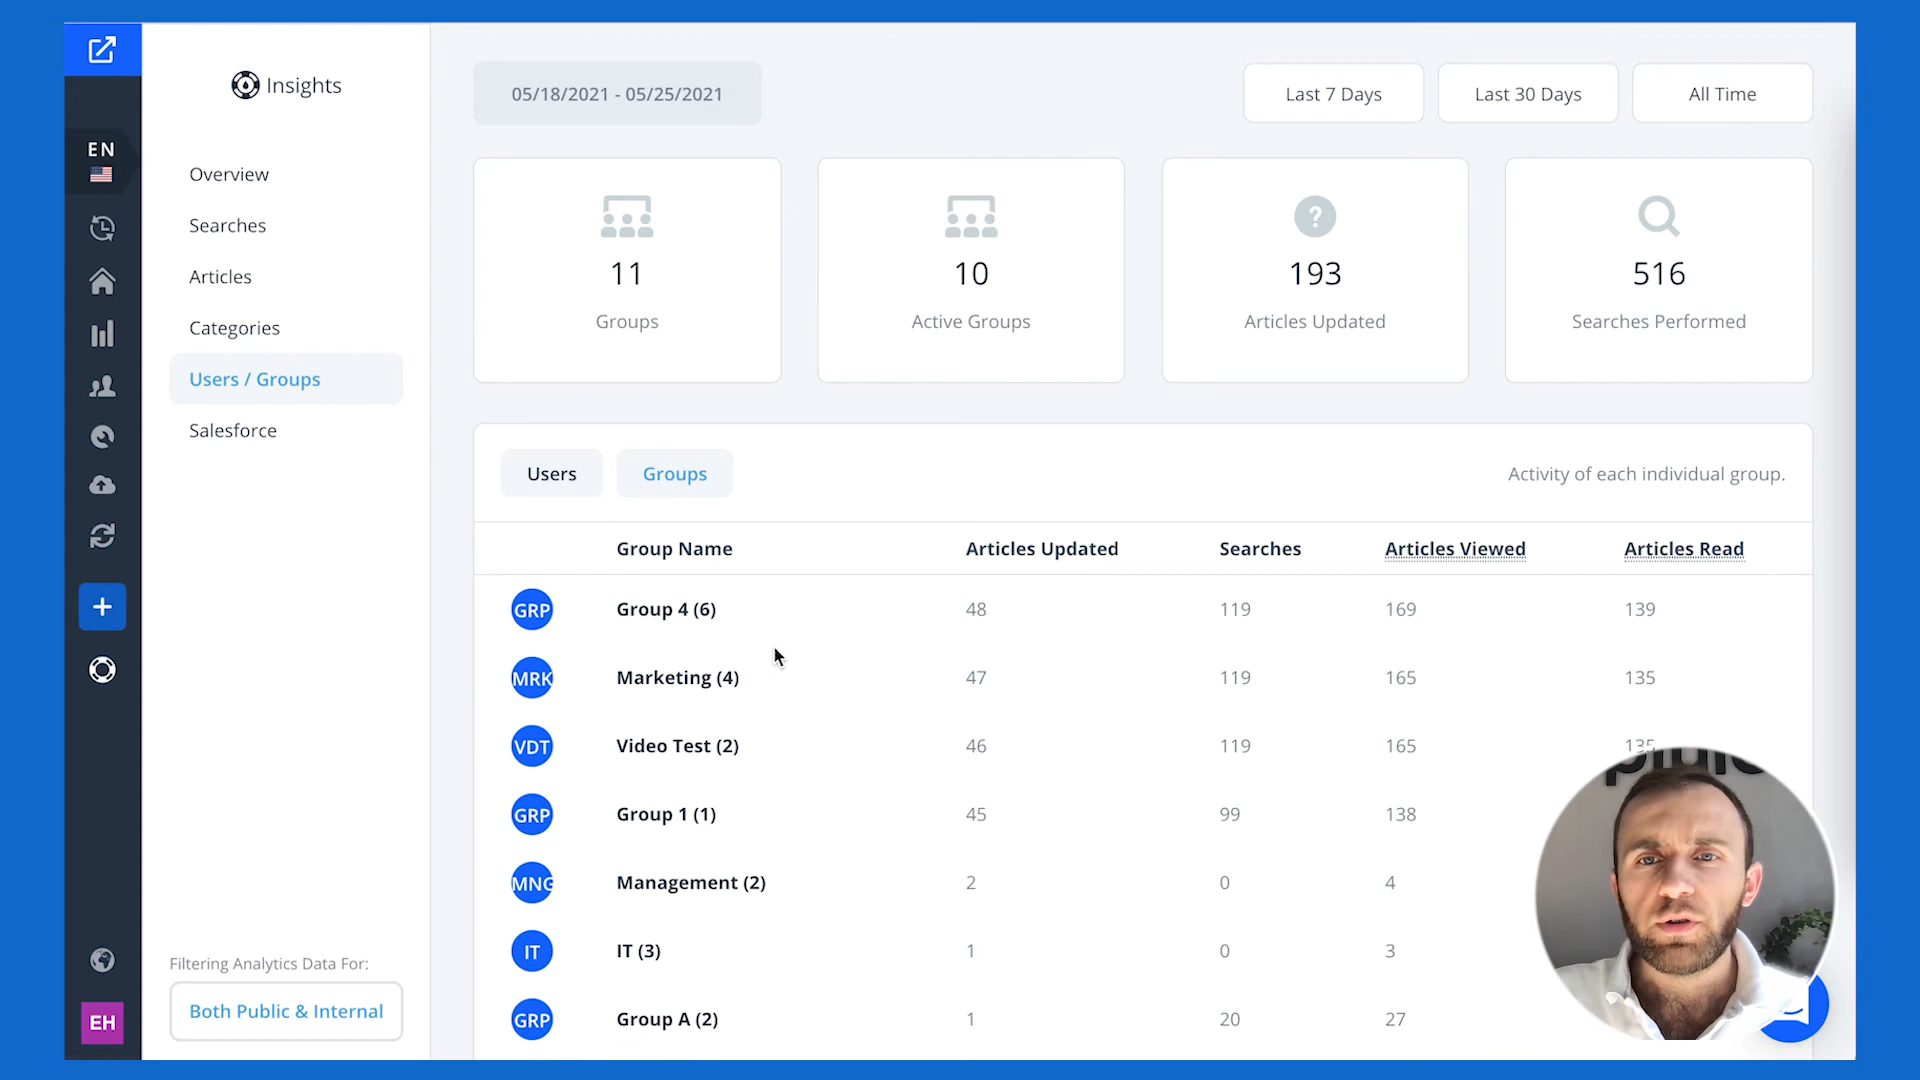 Insights
05/18/2021 - 05/25/2021
Last 7 Days
Last 30 Days
All Time
EN
Overview
Searches
Articles
Categories
Users / Groups
Salesforce
11
Groups
10
Active Groups
?
193
Articles Updated
516
Searches Performed
Users
Groups
Activity of each individual group.
Group Name Articles Updated Searches Articles Viewed Articles Read
GRP Group 4 (6) 48 119 169 139
MRK Marketing (4) 47 119 165 135
VDT Video Test (2) 46 119 165 135
GRP Group 1 (1) 45 99 138
MNG Management (2) 2 0 4
IT IT (3) 1 0 3
GRP Group A (2) 1 20 27
Filtering Analytics Data For:
Both Public & Internal
EH